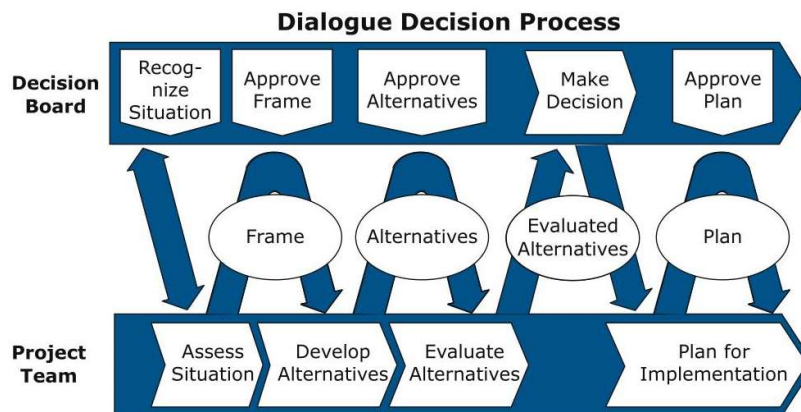 Dialogue Decision Process
Decision
Board
Recog-
nize
Situation
Approve
Frame
Approve
Alternatives
Make
Decision
Approve
Plan
Frame
Alternatives
Evaluated
Alternatives
Plan
Project
Team
Assess
Situation
Develop
Alternatives
Evaluate
Alternatives
Plan for
Implementation